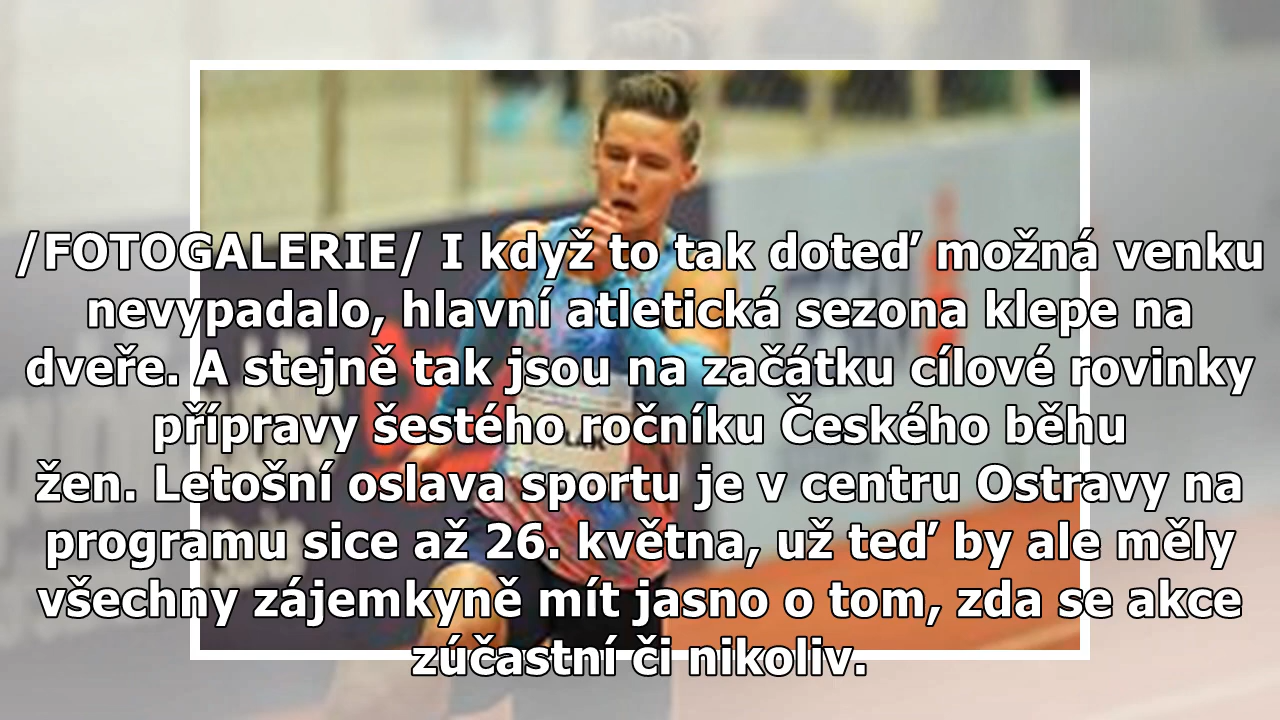 /FOTOGALERIE/ I když to tak doteď možná venku
nevypadalo, hlavní atletická sezona klepe na
dveře. A stejně tak jsou na začátku cílové rovinky
přípravy šestého ročníku Českého běhu
žen. Letošní oslava sportu je v centru Ostravy na
programu sice až 26. května, už teď by ale měly
všechny zájemkyně mít jasno o tom, zda se akce
zúčastní či nikoliv.